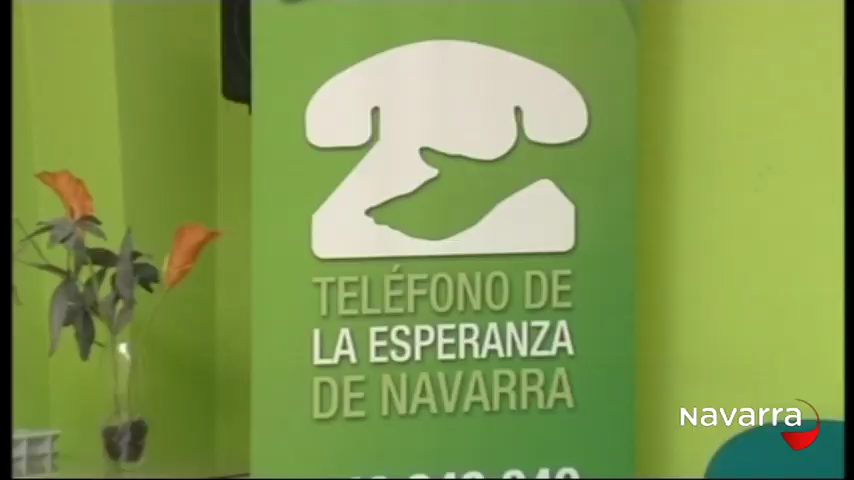 TELÉFONO DE
LA ESPERANZA
DE NAVARRA
Navarra